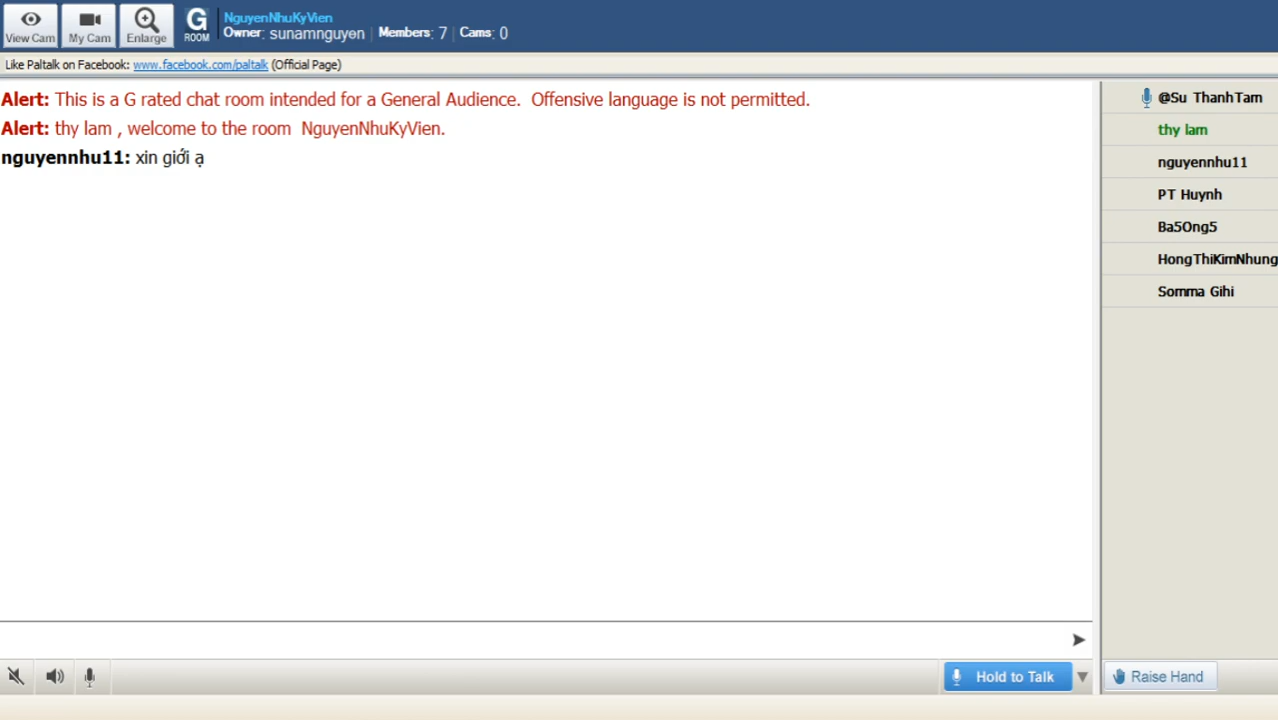 View Cam
My Cam
Enlarge
G
ROOM
NguyenNhuKyVien
Owner: sunamnguyen | Members: 7 | Cams: 0
Like Paltalk on Facebook: www.facebook.com/paltalk (Official Page)
Alert: This is a G rated chat room intended for a General Audience. Offensive language is not permitted.
Alert: thy lam , welcome to the room NguyenNhuKyVien.
nguyennhu11: xin giới ạ
@Su ThanhTam
thy lam
nguyennhu11
PT Huynh
Ba5Ong5
HongThiKimNhung
Somma Gihi
Hold to Talk
Raise Hand